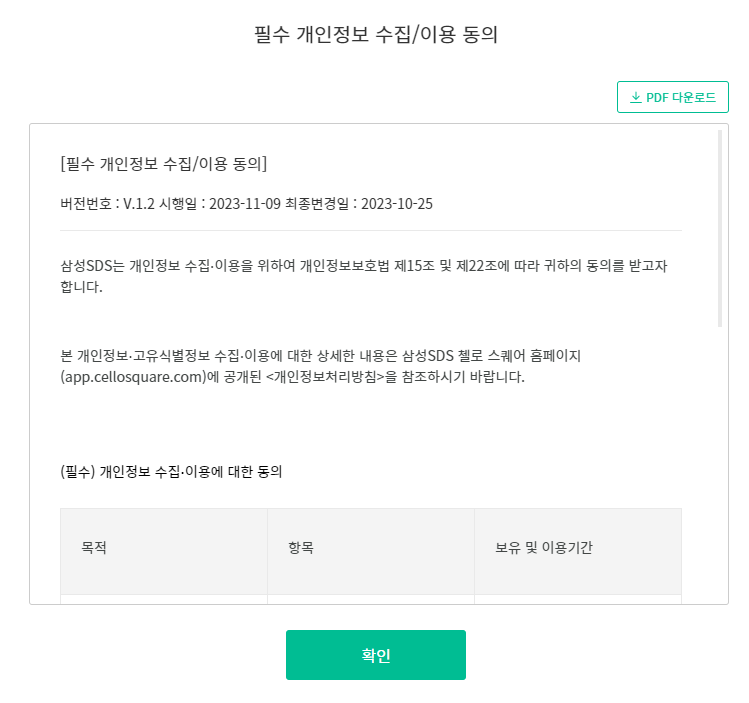 필수 개인정보 수집/이용 동의
PDF 다운로드
[필수 개인정보 수집/이용 동의]
버전번호 : V.1.2 시행일 : 2023-11-09 최종변경일 : 2023-10-25
삼성SDS는 개인정보 수집·이용을 위하여 개인정보보호법 제15조 및 제22조에 따라 귀하의 동의를 받고자
합니다.
본 개인정보·고유식별정보 수집·이용에 대한 상세한 내용은 삼성SDS 첼로 스퀘어 홈페이지
(app.cellosquare.com)에 공개된 <개인정보처리방침>을 참조하시기 바랍니다.
(필수) 개인정보 수집·이용에 대한 동의
목적 항목 보유 및 이용기간
확인